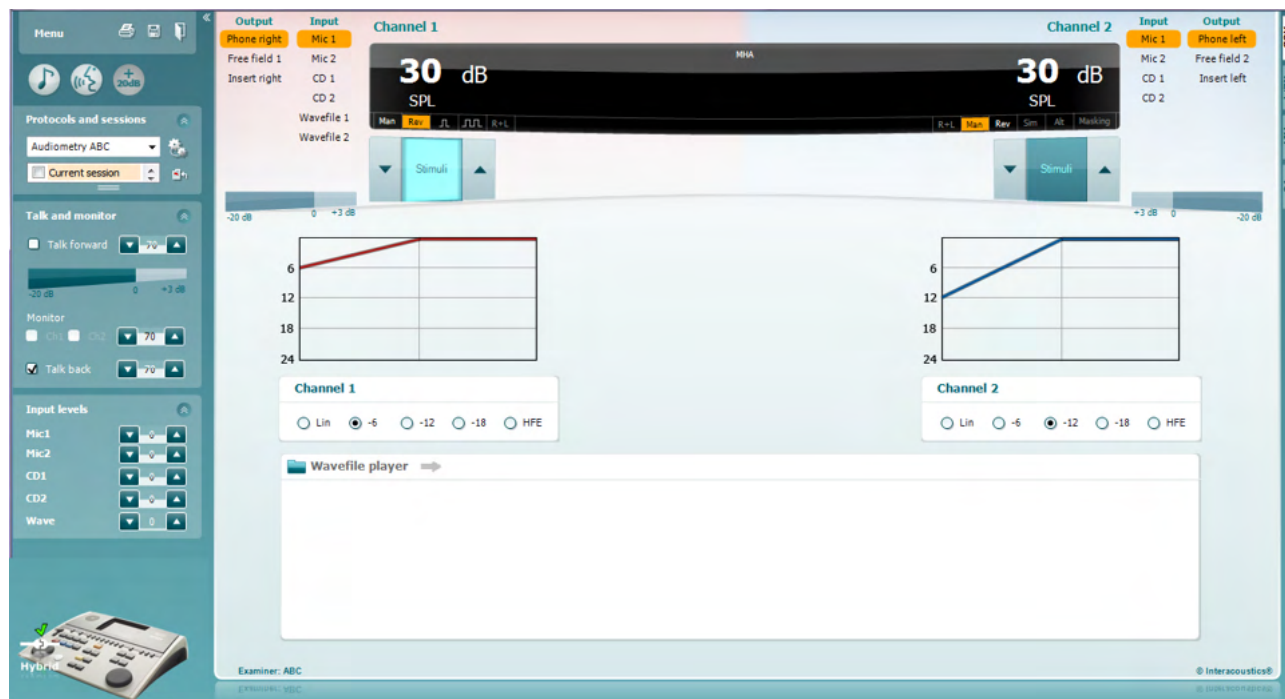 Menu
20dB
Protocols and sessions
Audiometry ABC
Current session
Talk and monitor
Talk forward
70
-20 dB 0 +3 dB
Monitor
Ch1 Ch2 70
Talk back 70
Input levels
Mic1 0
Mic2 0
CD1 0
CD2 0
Wave 0
Hybrid
Output Input
Phone right Mic 1
Free field 1 Mic 2
Insert right CD 1
CD 2
Wavefile 1
Wavefile 2
Channel 1
MHA
Channel 2
30 dB
SPL
Man Rev R+L
30 dB
SPL
R+L Man Rev Sim Alt Masking
Input Output
Mic 1 Phone left
Mic 2 Free field 2
CD 1 Insert left
CD 2
Stimuli
Stimuli
-20 dB 0 +3 dB
+3 dB 0 -20 dB
6
12
18
24
6
12
18
24
Channel 1
Lin -6 -12 -18 HFE
Channel 2
Lin -6 -12 -18 HFE
Wavefile player
Examiner: ABC
© Interacoustics®